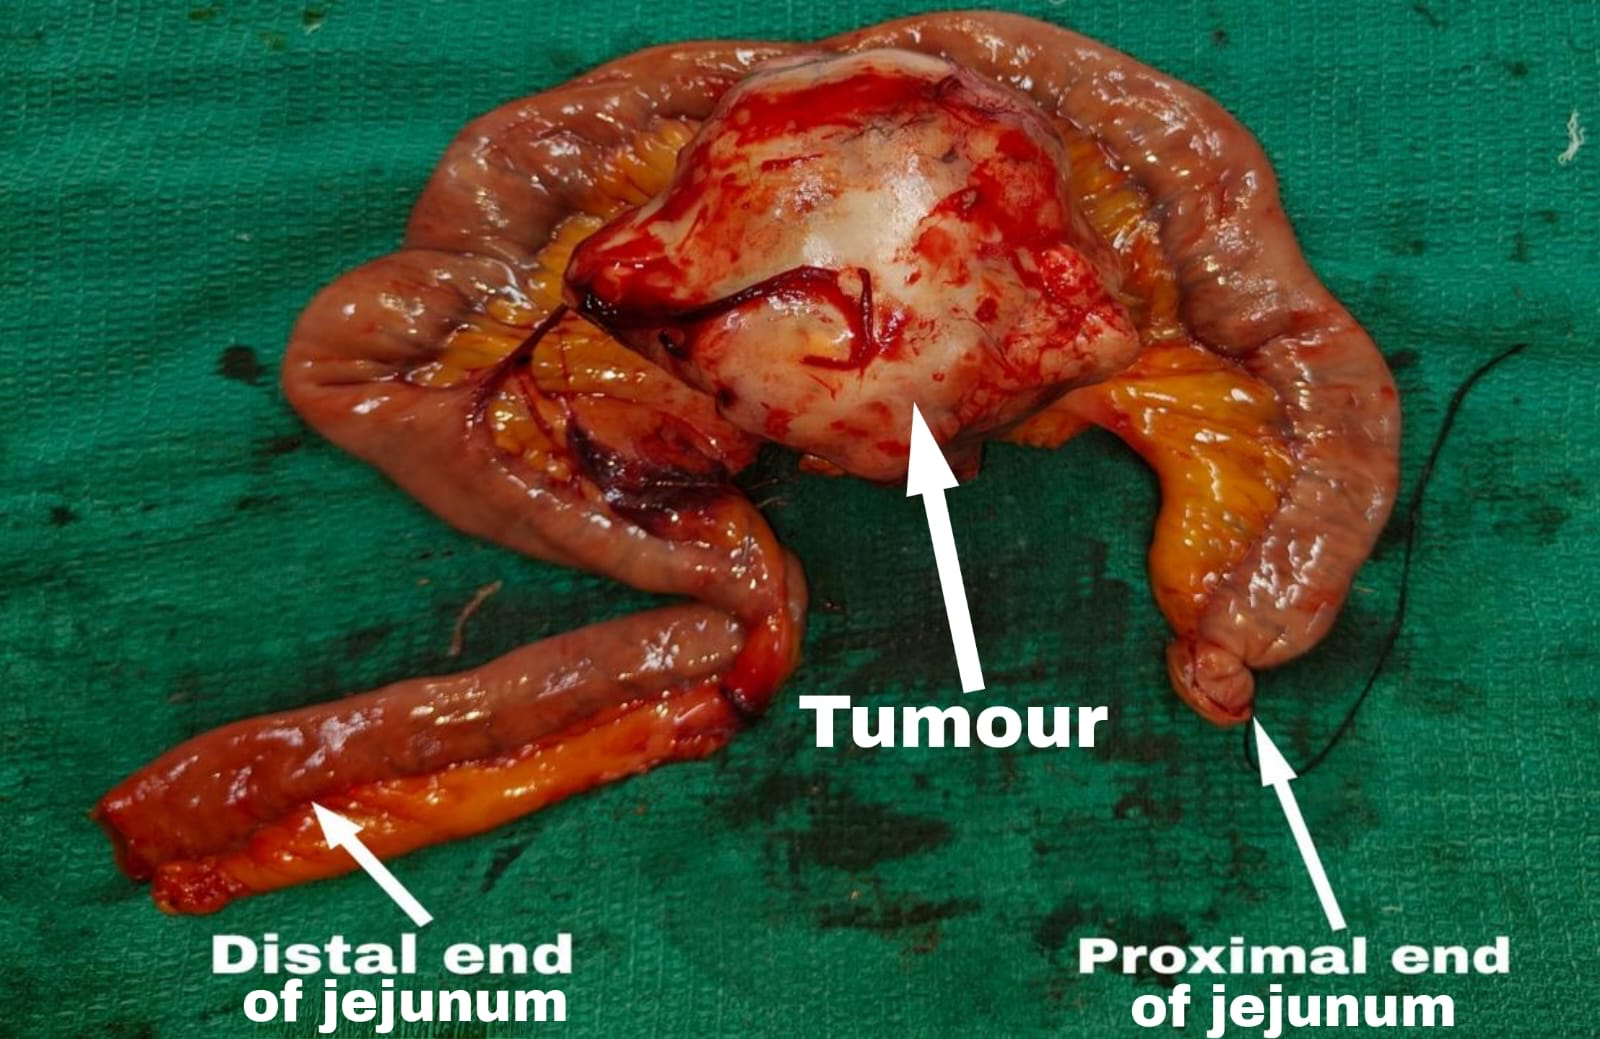 Tumour
Distal end
of jejunum
Proximal end
of jejunum